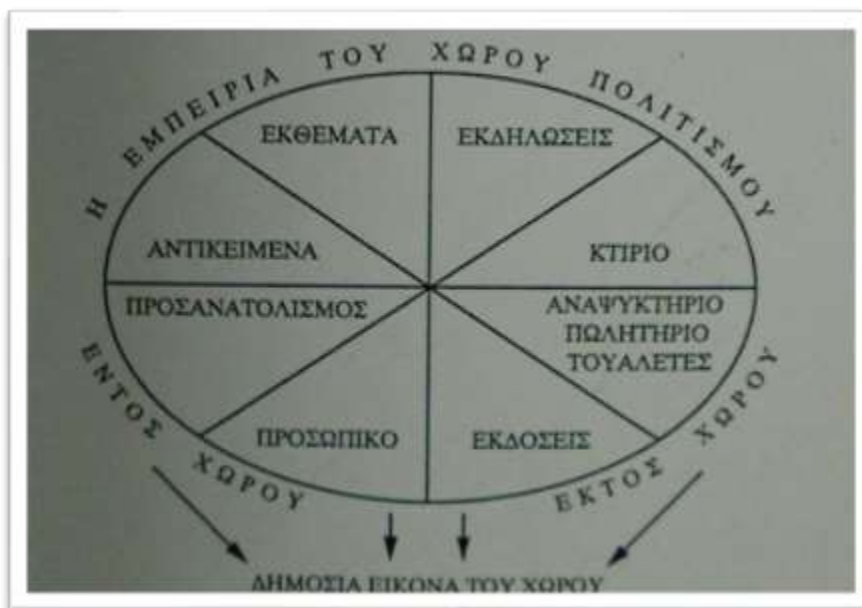 Η ΕΜΠΕΙΡΙΑ ΤΟΥ ΧΩΡΟΥ ΠΟΛΙΤΙΣΜΟΥ
ΕΚΘΕΜΑΤΑ
ΕΚΔΗΛΩΣΕΙΣ
ΑΝΤΙΚΕΙΜΕΝΑ
ΚΤΙΡΙΟ
ΠΡΟΣΑΝΑΤΟΛΙΣΜΟΣ
ΑΝΑΨΥΚΤΗΡΙΟ
ΠΩΛΗΤΗΡΙΟ
ΤΟΥΑΛΕΤΕΣ
ΠΡΟΣΩΠΙΚΟ
ΕΚΔΟΣΕΙΣ
ΕΝΤΟΣ ΧΩΡΟΥ
ΕΚΤΟΣ ΧΩΡΟΥ
ΔΗΜΟΣΙΑ ΕΙΚΟΝΑ ΤΟΥ ΧΩΡΟΥ